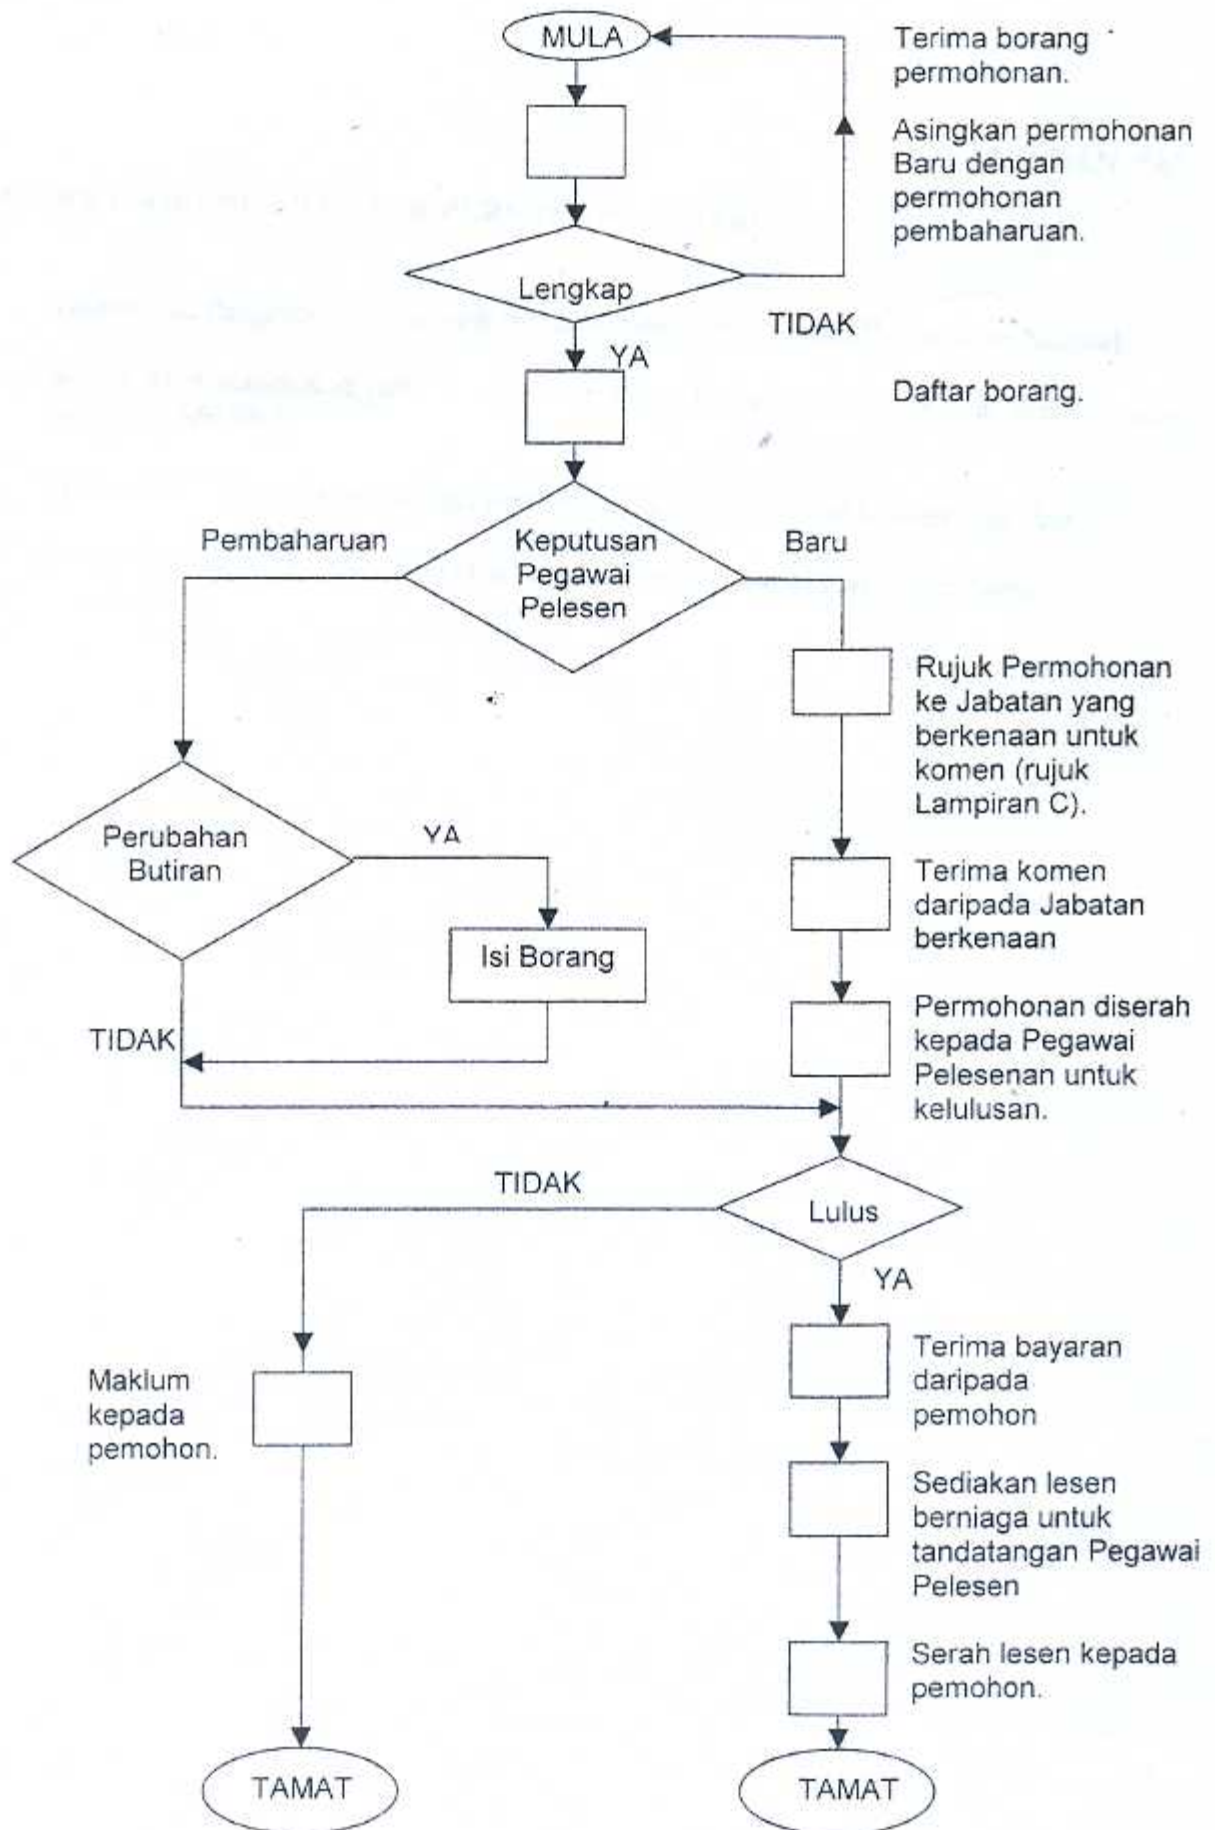 MULA
Terima borang
permohonan.
Asingkan permohonan
Baru dengan
permohonan
pembaharuan.
Lengkap
TIDAK
YA
Daftar borang.
Pembaharuan
Keputusan
Pegawai
Pelesen
Baru
Rujuk Permohonan
ke Jabatan yang
berkenaan untuk
komen (rujuk
Lampiran C).
Perubahan
Butiran
YA
Terima komen
daripada Jabatan
berkenaan
Isi Borang
TIDAK
Permohonan diserah
kepada Pegawai
Pelesenan untuk
kelulusan.
TIDAK
Lulus
YA
Terima bayaran
daripada
pemohon
Maklum
kepada
pemohon.
Sediakan lesen
berniaga untuk
tandatangan Pegawai
Pelesen
Serah lesen kepada
pemohon.
TAMAT
TAMAT